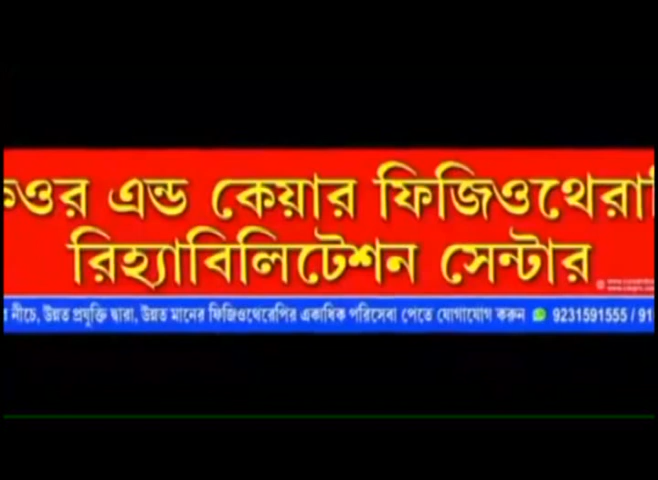 কিওর এন্ড কেয়ার ফিজিওথেরাপি
রিহ্যাবিলিটেশন সেন্টার
র নীচে, উন্নত প্রযুক্তি দ্বারা, উন্নত মানের ফিজিওথেরেপির একাধিক পরিসেবা পেতে যোগাযোগ করুন 9231591555 / 91